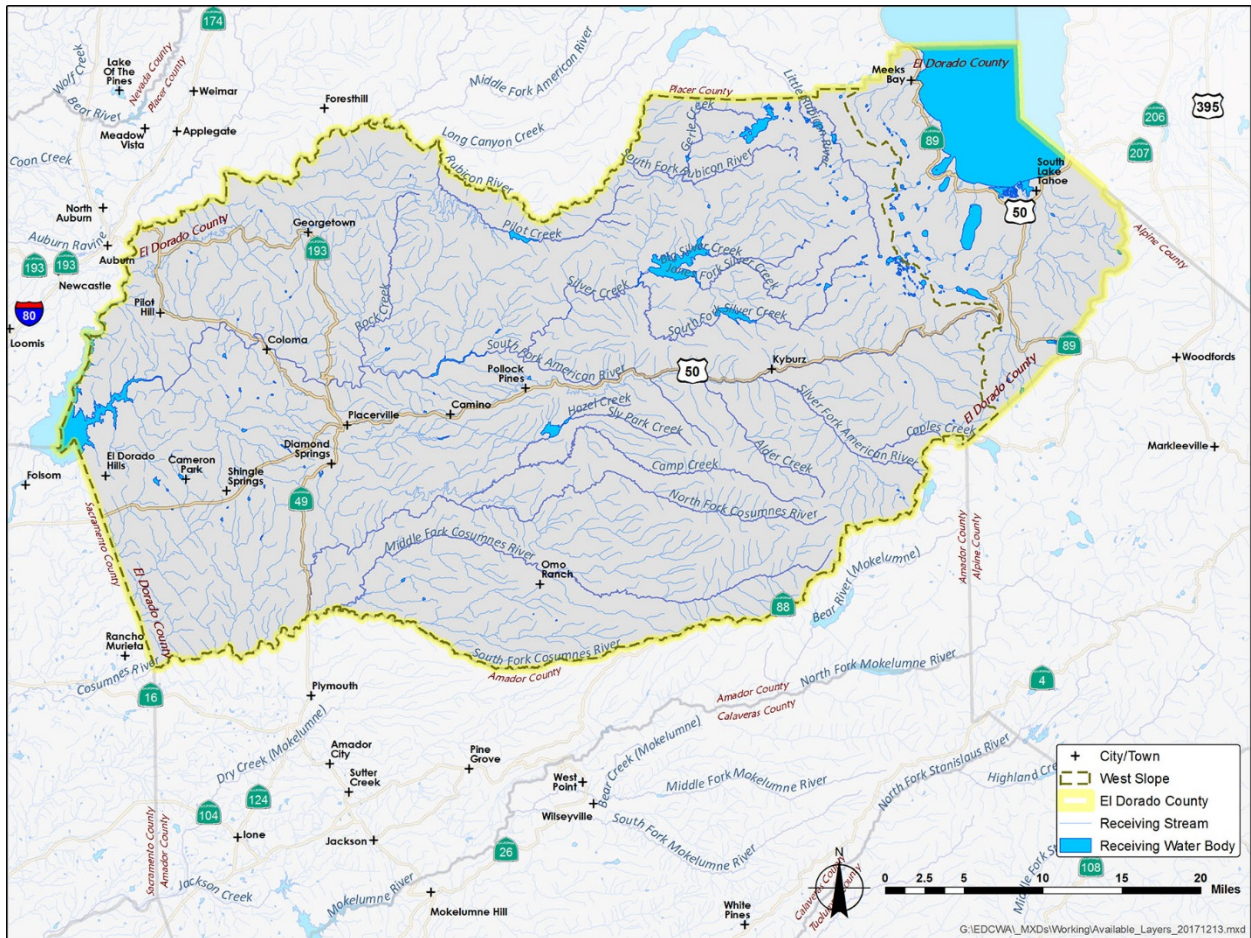 174
Lake
Of The
Pines
Weimar
Foresthill
Wolf Creek
Nevada County
Placer County
Bear River
Meadow
Vista
Applegate
Middle Fork American River
Long Canyon Creek
Placer County
Meeks
Bay
El Dorado County
Little Rubicon River
Gerle Creek
89
395
206
207
Coon Creek
Rubicon River
South Fork Rubicon River
South
Lake
Tahoe
50
North
Auburn
Auburn Ravine
Auburn
El Dorado County
Georgetown
193
Pilot Creek
Alpine County
193
193
Newcastle
80
Loomis
Pilot
Hill
Rock Creek
Silver Creek
Big Silver Creek
Jones Fork Silver Creek
South Fork Silver Creek
Coloma
South Fork American River
Pollock
Pines
50
Kyburz
89
Woodfords
El Dorado County
Placerville
Camino
Hazel Creek
Sly Park Creek
Silver Fork American River
Caples Creek
Markleeville
Folsom
El Dorado
Hills
Cameron
Park
Shingle
Springs
Diamond
Springs
Camp Creek
Alder Creek
49
North Fork Cosumnes River
Sacramento County
El Dorado County
Middle Fork Cosumnes River
Omo
Ranch
Amador County
Alpine County
Bear River (Mokelumne)
88
Rancho
Murieta
Cosumnes River
South Fork Cosumnes River
Amador County
16
Plymouth
North Fork Mokelumne River
Amador County
Calaveras County
4
Dry Creek (Mokelumne)
Amador
City
Sutter
Creek
Pine
Grove
West
Point
Wilseyville
Bear Creek (Mokelumne)
Middle Fork Mokelumne River
North Fork Stanislaus River
104
124
Ione
Jackson
26
South Fork Mokelumne River
Sacramento County
Amador County
Jackson Creek
Mokelumne River
Mokelumne Hill
White
Pines
Calaveras County
108
City/Town
West Slope
El Dorado County
Receiving Stream
Receiving Water Body
N
0 2.5 5 10 15 20
Miles
G:\EDCWA\_MXDs\Working\Available_Layers_20171213.mxd